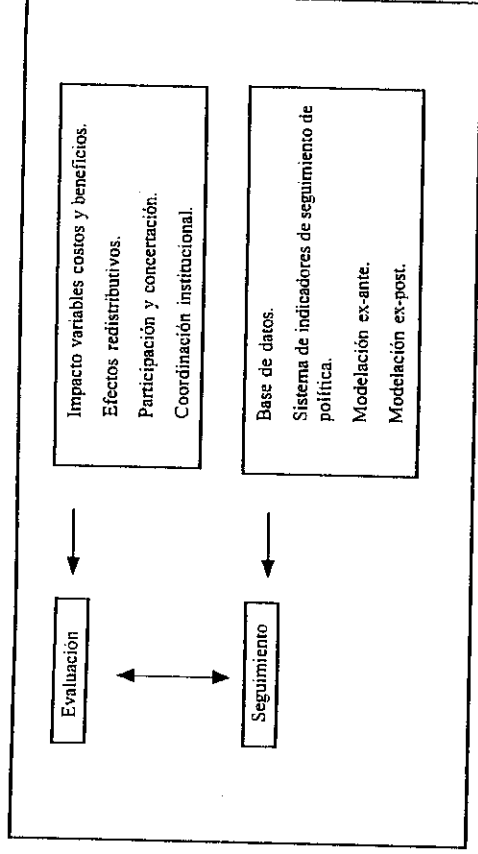 Evaluación
Impacto variables costos y beneficios.
Efectos redistributivos.
Participación y concertación.
Coordinación institucional.
Seguimiento
Base de datos.
Sistema de indicadores de seguimiento de
política.
Modelación ex-ante.
Modelación ex-post.